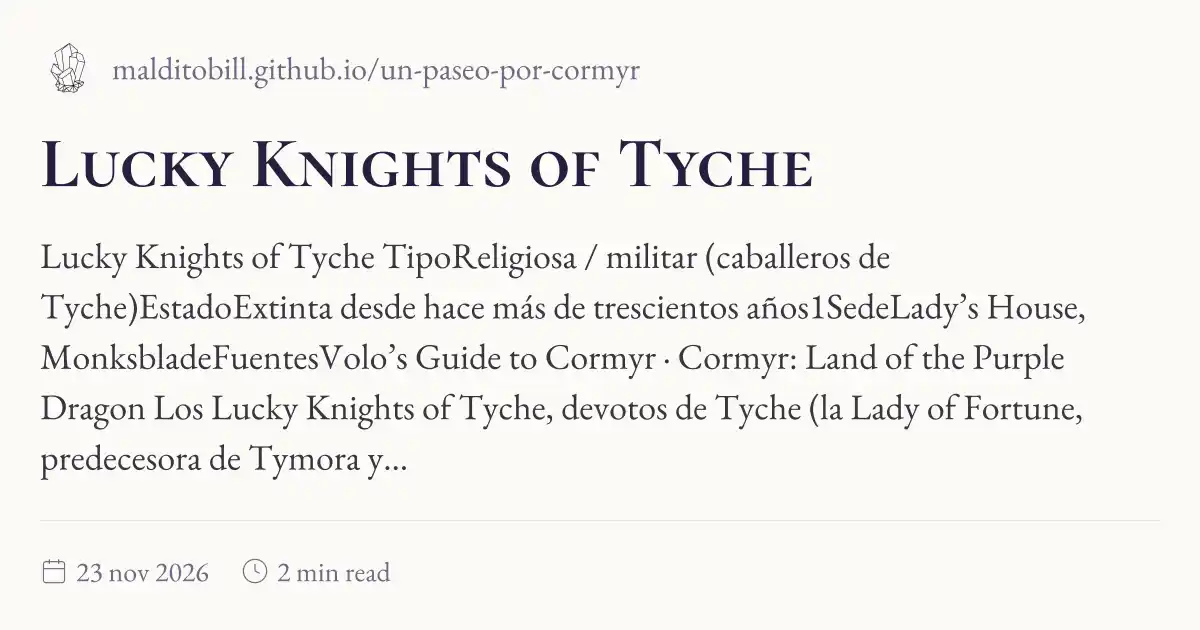 malditobill.github.io/un-paseo-por-cormyr
Lucky Knights of Tyche
Lucky Knights of Tyche TipoReligiosa / militar (caballeros de
Tyche)EstadoExtinta desde hace más de trescientos años1SedeLady’s House,
MonksbladeFuentesVolo’s Guide to Cormyr · Cormyr: Land of the Purple
Dragon Los Lucky Knights of Tyche, devotos de Tyche (la Lady of Fortune,
predecesora de Tymora y...
23 nov 2026 2 min read